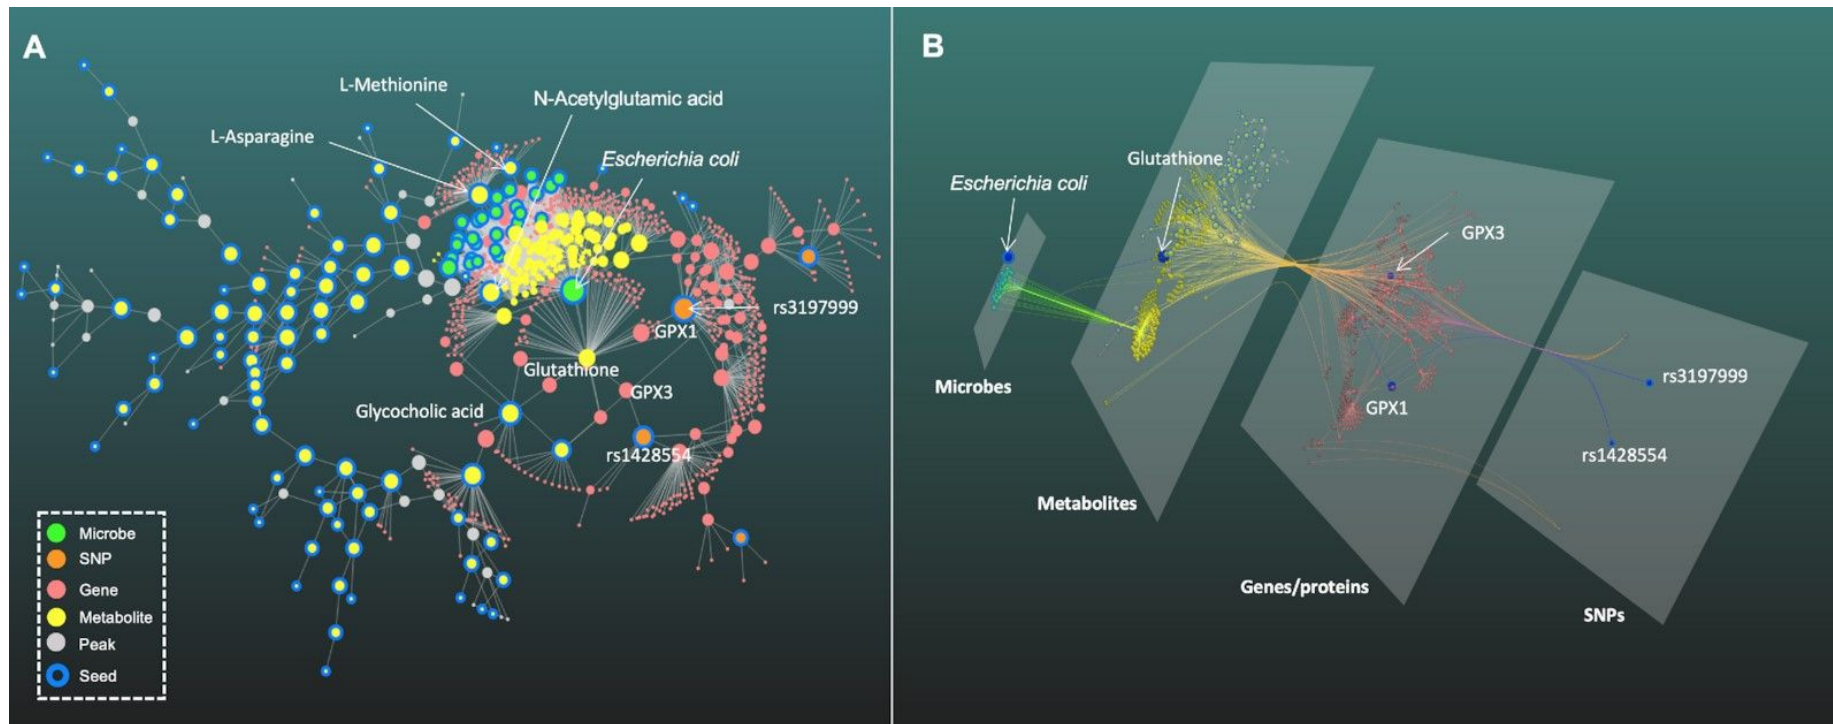 A
L-Methionine
N-Acetylglutamic acid
L-Asparagine
Escherichia coli
rs3197999
GPX1
Glutathione
GPX3
Glycocholic acid
rs1428554
Microbe
SNP
Gene
Metabolite
Peak
Seed
B
Glutathione
Escherichia coli
GPX3
rs3197999
Microbes
GPX1
rs1428554
Metabolites
Genes/proteins
SNPs